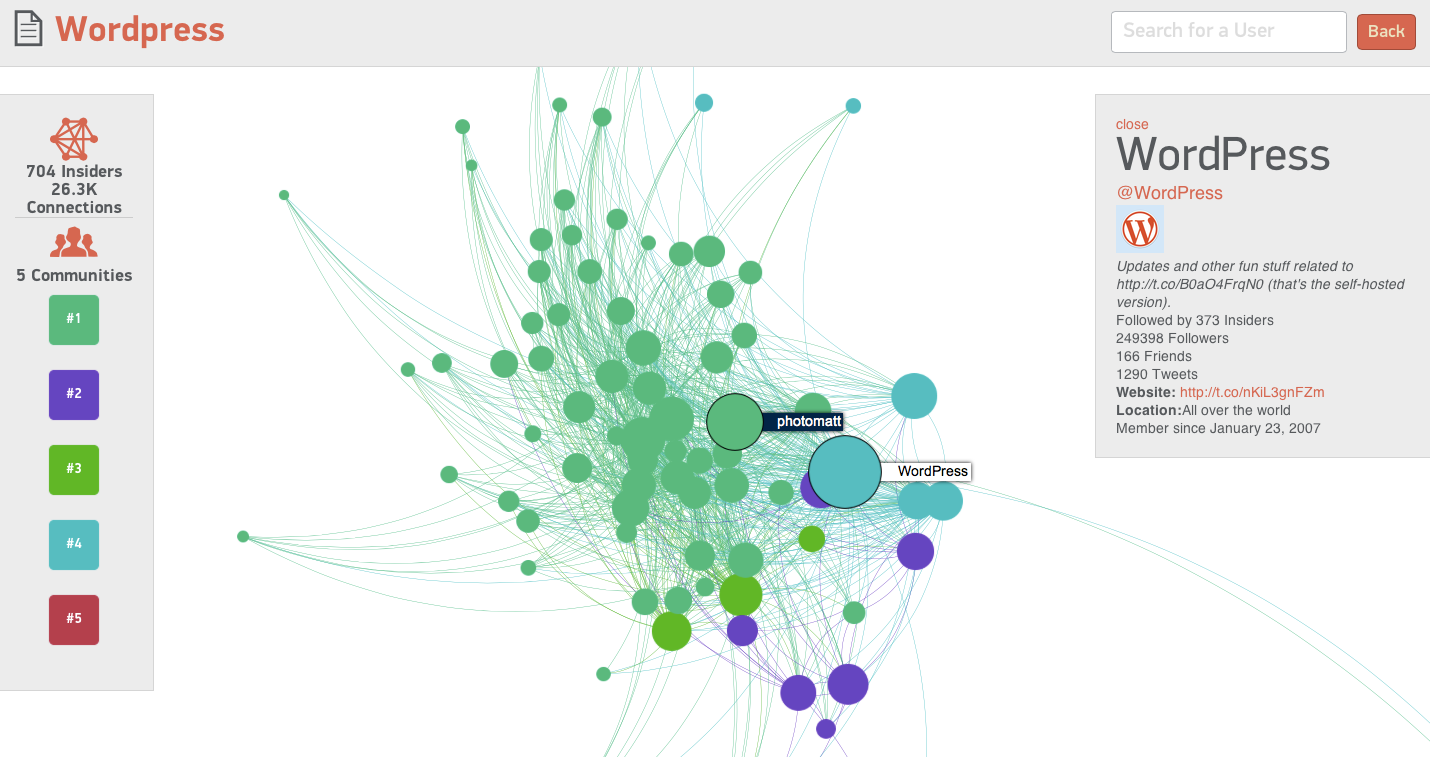 Wordpress
Search for a User
Back
704 Insiders
26.3K
Connections
5 Communities
#1
#2
#3
#4
#5
photomatt
WordPress
close
WordPress
@WordPress
Updates and other fun stuff related to
http://t.co/B0aO4FrqN0 (that's the self-hosted
version).
Followed by 373 Insiders
249398 Followers
166 Friends
1290 Tweets
Website: http://t.co/nKiL3gnFZm
Location:All over the world
Member since January 23, 2007